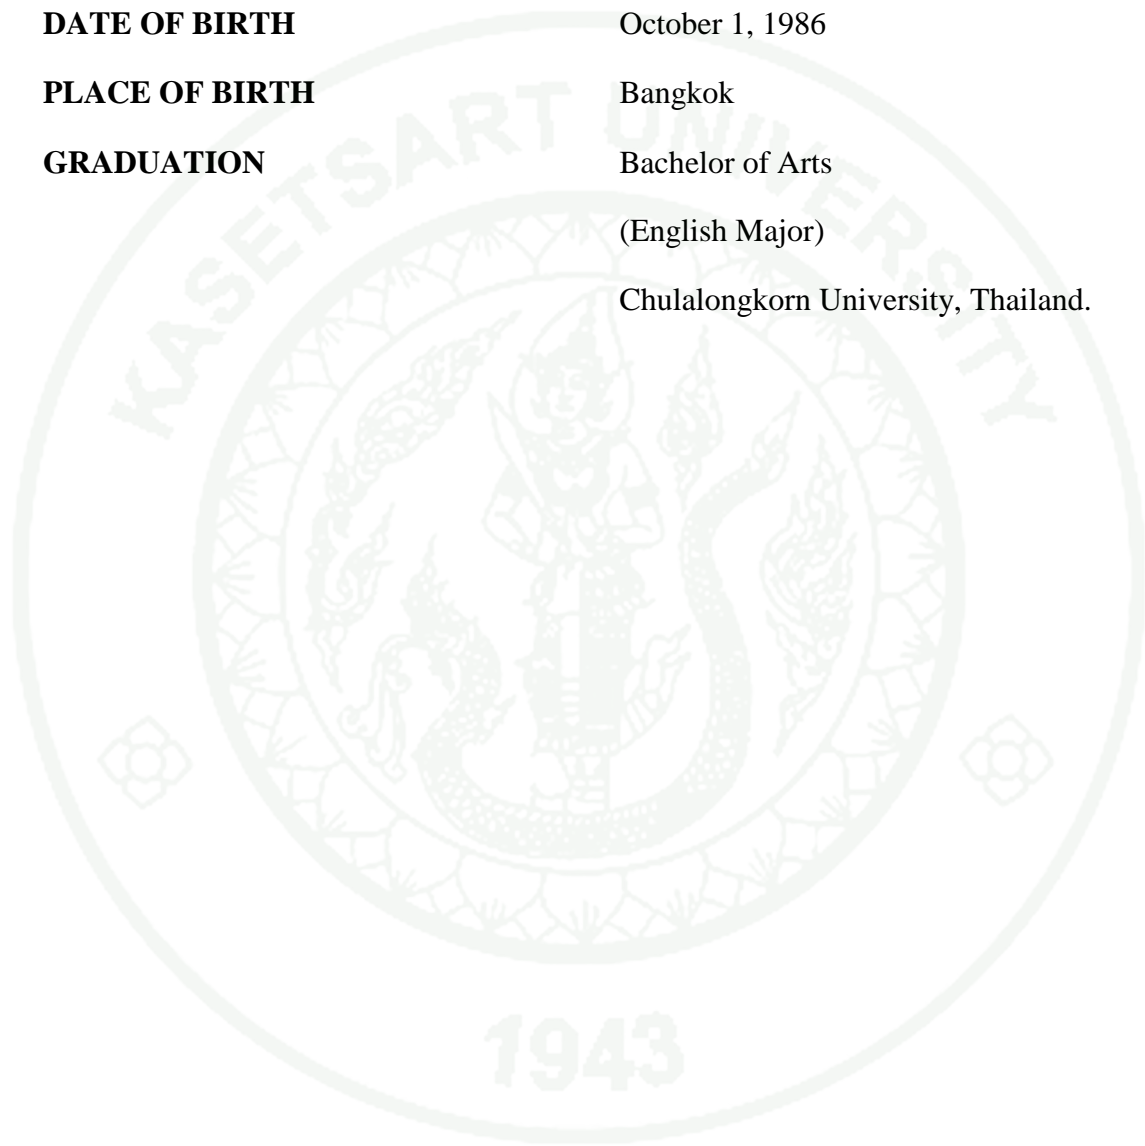 DATE OF BIRTH October 1, 1986
PLACE OF BIRTH Bangkok
GRADUATION Bachelor of Arts
(English Major)
Chulalongkorn University, Thailand.
KASETSART UNIVERSITY
1943